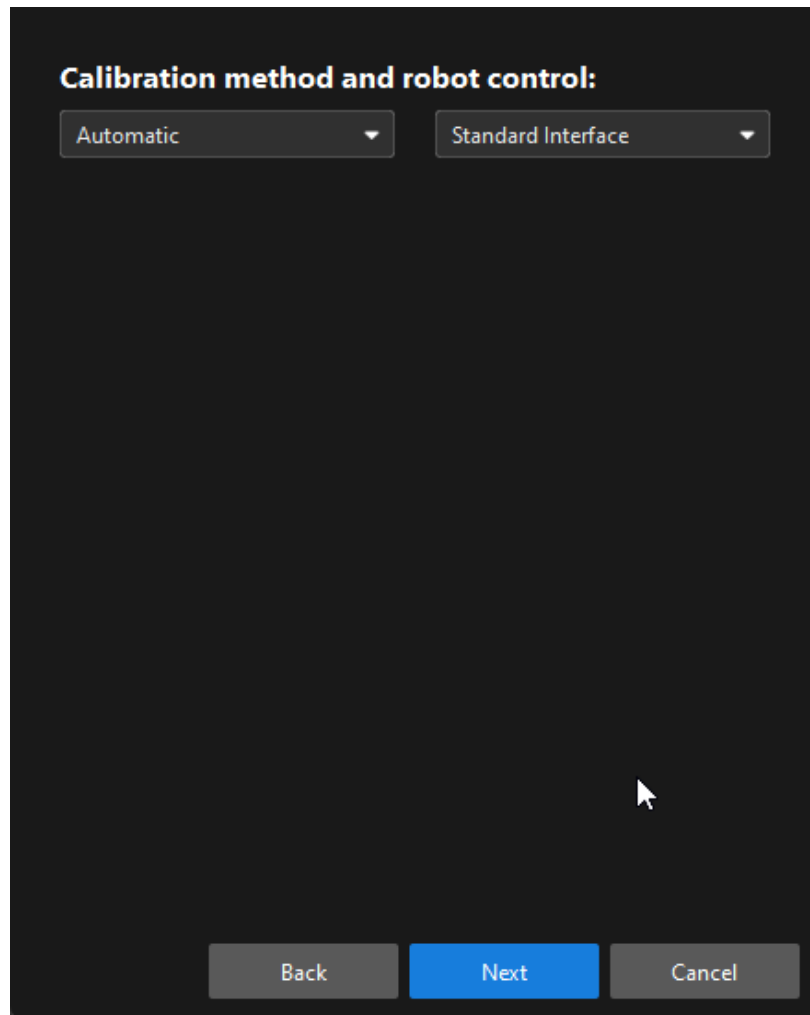 Calibration method and robot control:
Automatic Standard Interface
Back Next Cancel